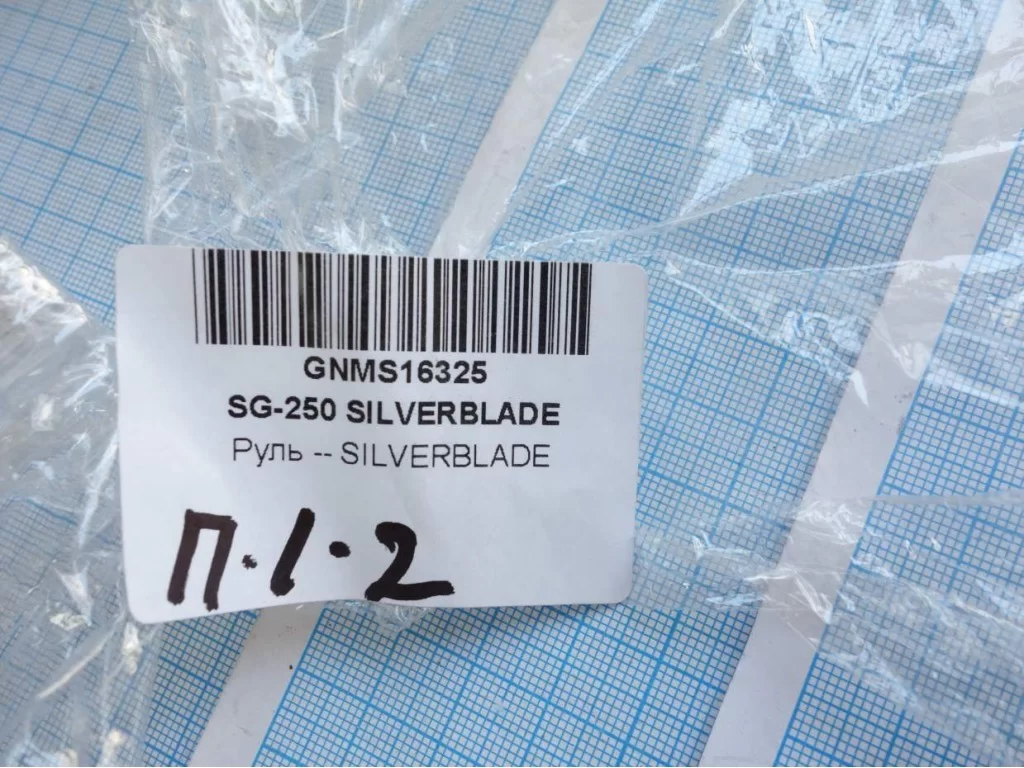 GNMS16325
SG-250 SILVERBLADE
Руль -- SILVERBLADE
П.1.2